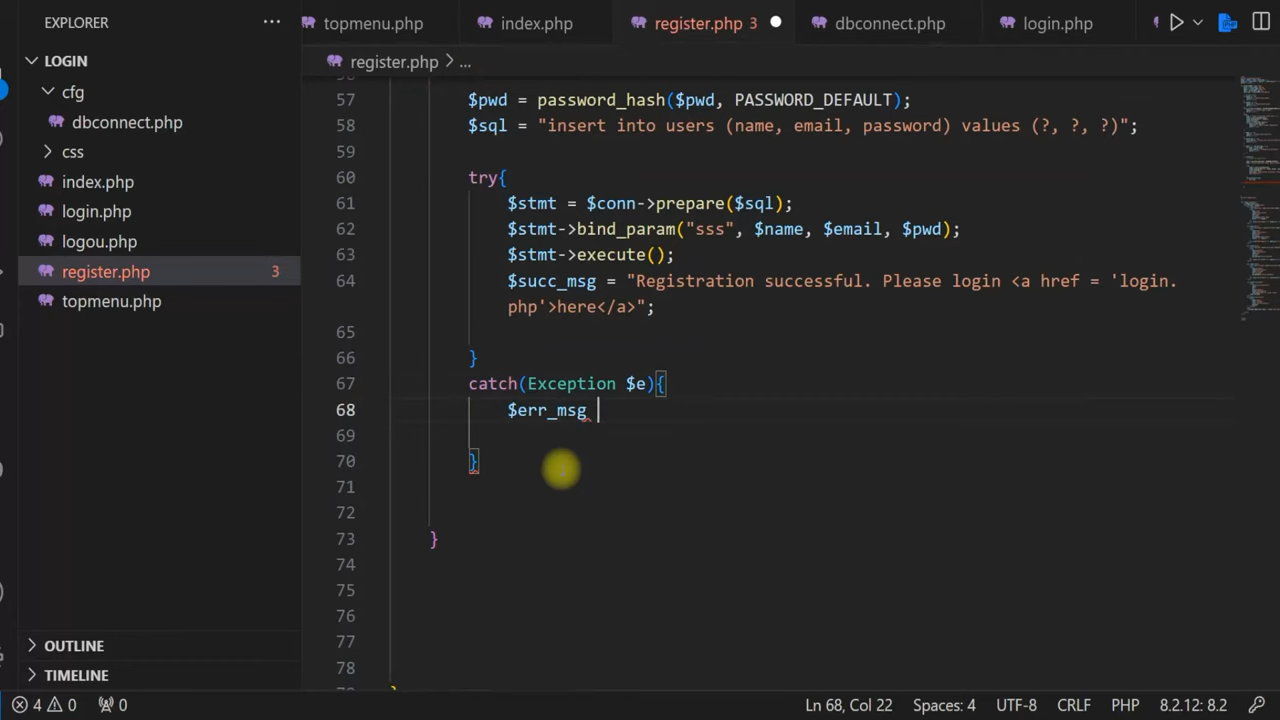 EXPLORER
topmenu.php
index.php
register.php 3
dbconnect.php
login.php
LOGIN
register.php > ...
cfg
dbconnect.php
css
index.php
login.php
logou.php
register.php 3
topmenu.php
57 $pwd = password_hash($pwd, PASSWORD_DEFAULT);
58 $sql = "insert into users (name, email, password) values (?, ?, ?)";
59
60 try{
61 $stmt = $conn->prepare($sql);
62 $stmt->bind_param("sss", $name, $email, $pwd);
63 $stmt->execute();
64 $succ_msg = "Registration successful. Please login <a href = 'login.
php'>here</a>";
65
66 }
67 catch(Exception $e){
68 $err_msg
69
70 }
71
72
73 }
74
75
76
77
78
OUTLINE
TIMELINE
4 0 0
Ln 68, Col 22 Spaces: 4 UTF-8 CRLF PHP 8.2.12: 8.2